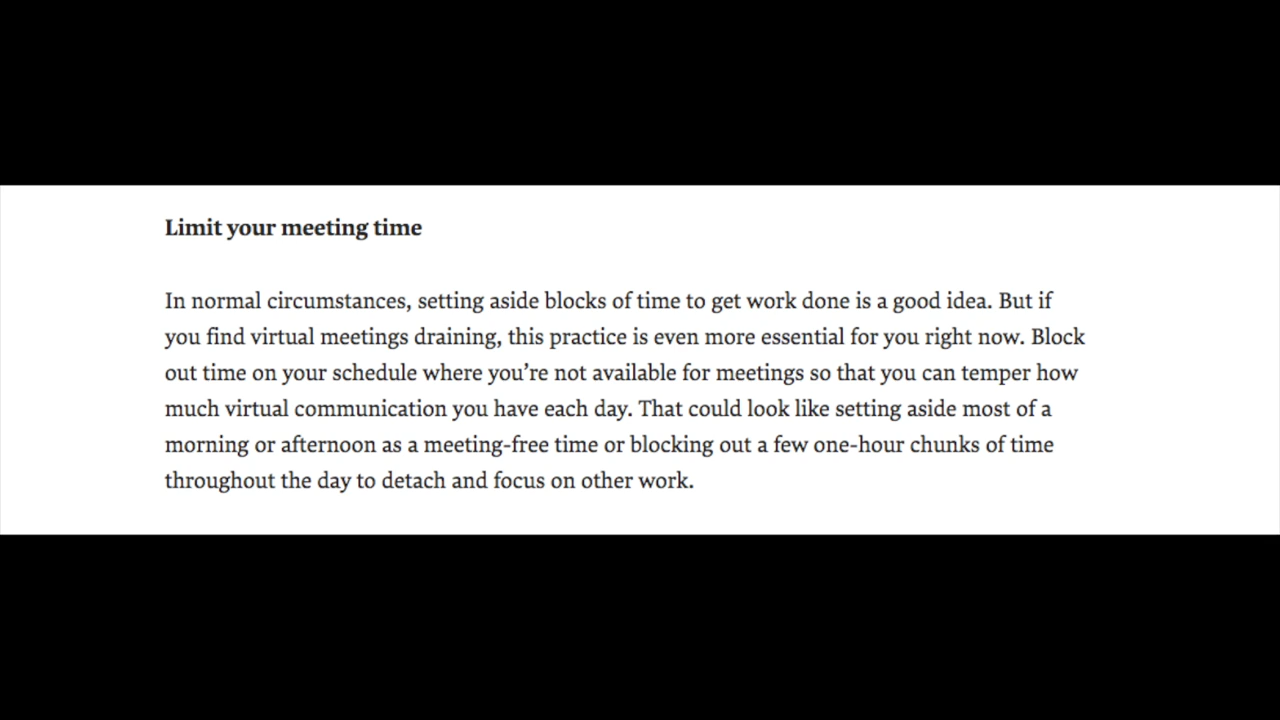 Limit your meeting time
In normal circumstances, setting aside blocks of time to get work done is a good idea. But if
you find virtual meetings draining, this practice is even more essential for you right now. Block
out time on your schedule where you’re not available for meetings so that you can temper how
much virtual communication you have each day. That could look like setting aside most of a
morning or afternoon as a meeting-free time or blocking out a few one-hour chunks of time
throughout the day to detach and focus on other work.